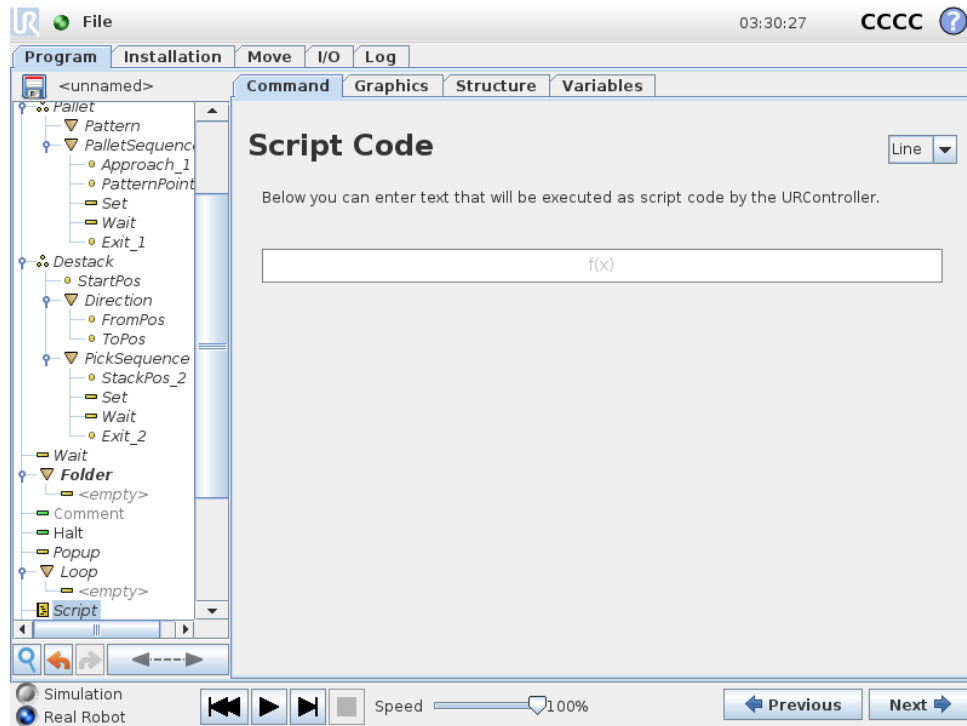 UR File 03:30:27 CCCC ?
Program Installation Move I/O Log
<unnamed>
Command Graphics Structure Variables
Pallet
Pattern
PalletSequenc
Approach_1
PatternPoint
Set
Wait
Exit_1
Destack
StartPos
Direction
FromPos
ToPos
PickSequence
StackPos_2
Set
Wait
Exit_2
Wait
Folder
<empty>
Comment
Halt
Popup
Loop
<empty>
Script
Script Code
Line
Below you can enter text that will be executed as script code by the URController.
f(x)
Simulation
Real Robot
Speed 100%
Previous Next